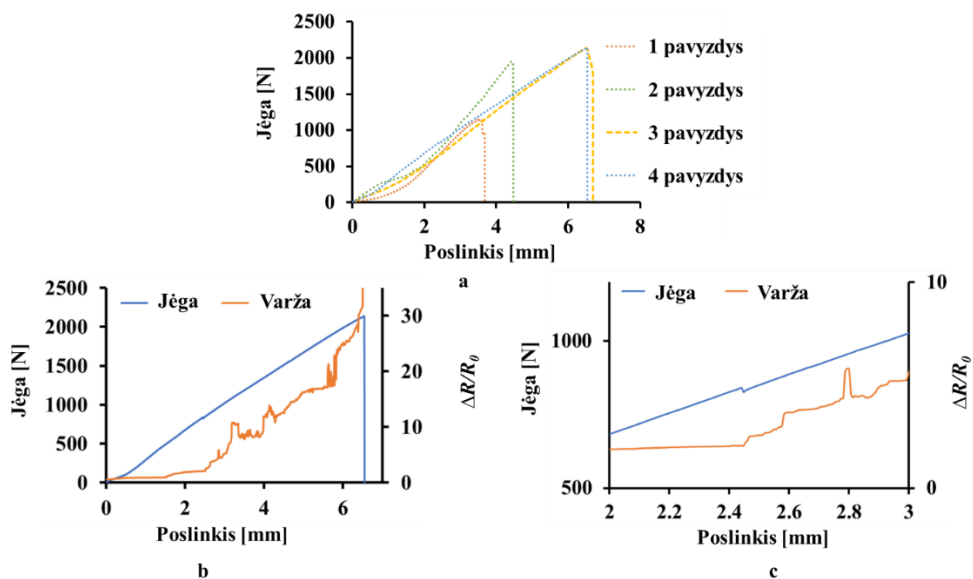 2500
2000
1500
1000
500
0
Jėga [N]
0 2 4 6 8
Poslinkis [mm]
1 pavyzdys
2 pavyzdys
3 pavyzdys
4 pavyzdys
a
Jėga Varža
2500
2000
1500
1000
500
0
Jėga [N]
30
20
10
0
ΔR/R0
0 2 4 6
Poslinkis [mm]
b
Jėga Varža
1000
500
Jėga [N]
10
0
ΔR/R0
2 2.2 2.4 2.6 2.8 3
Poslinkis [mm]
c